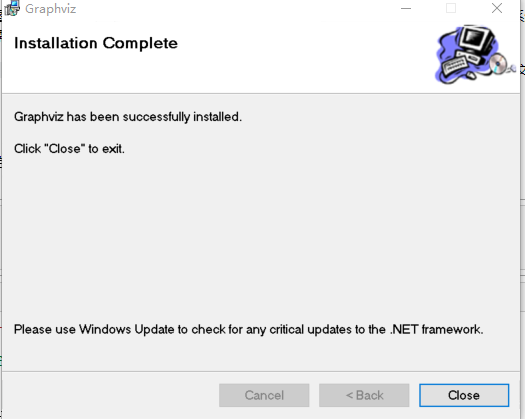 Graphviz
Installation Complete
Graphviz has been successfully installed.
Click "Close" to exit.
Please use Windows Update to check for any critical updates to the .NET framework.
Cancel
< Back
Close